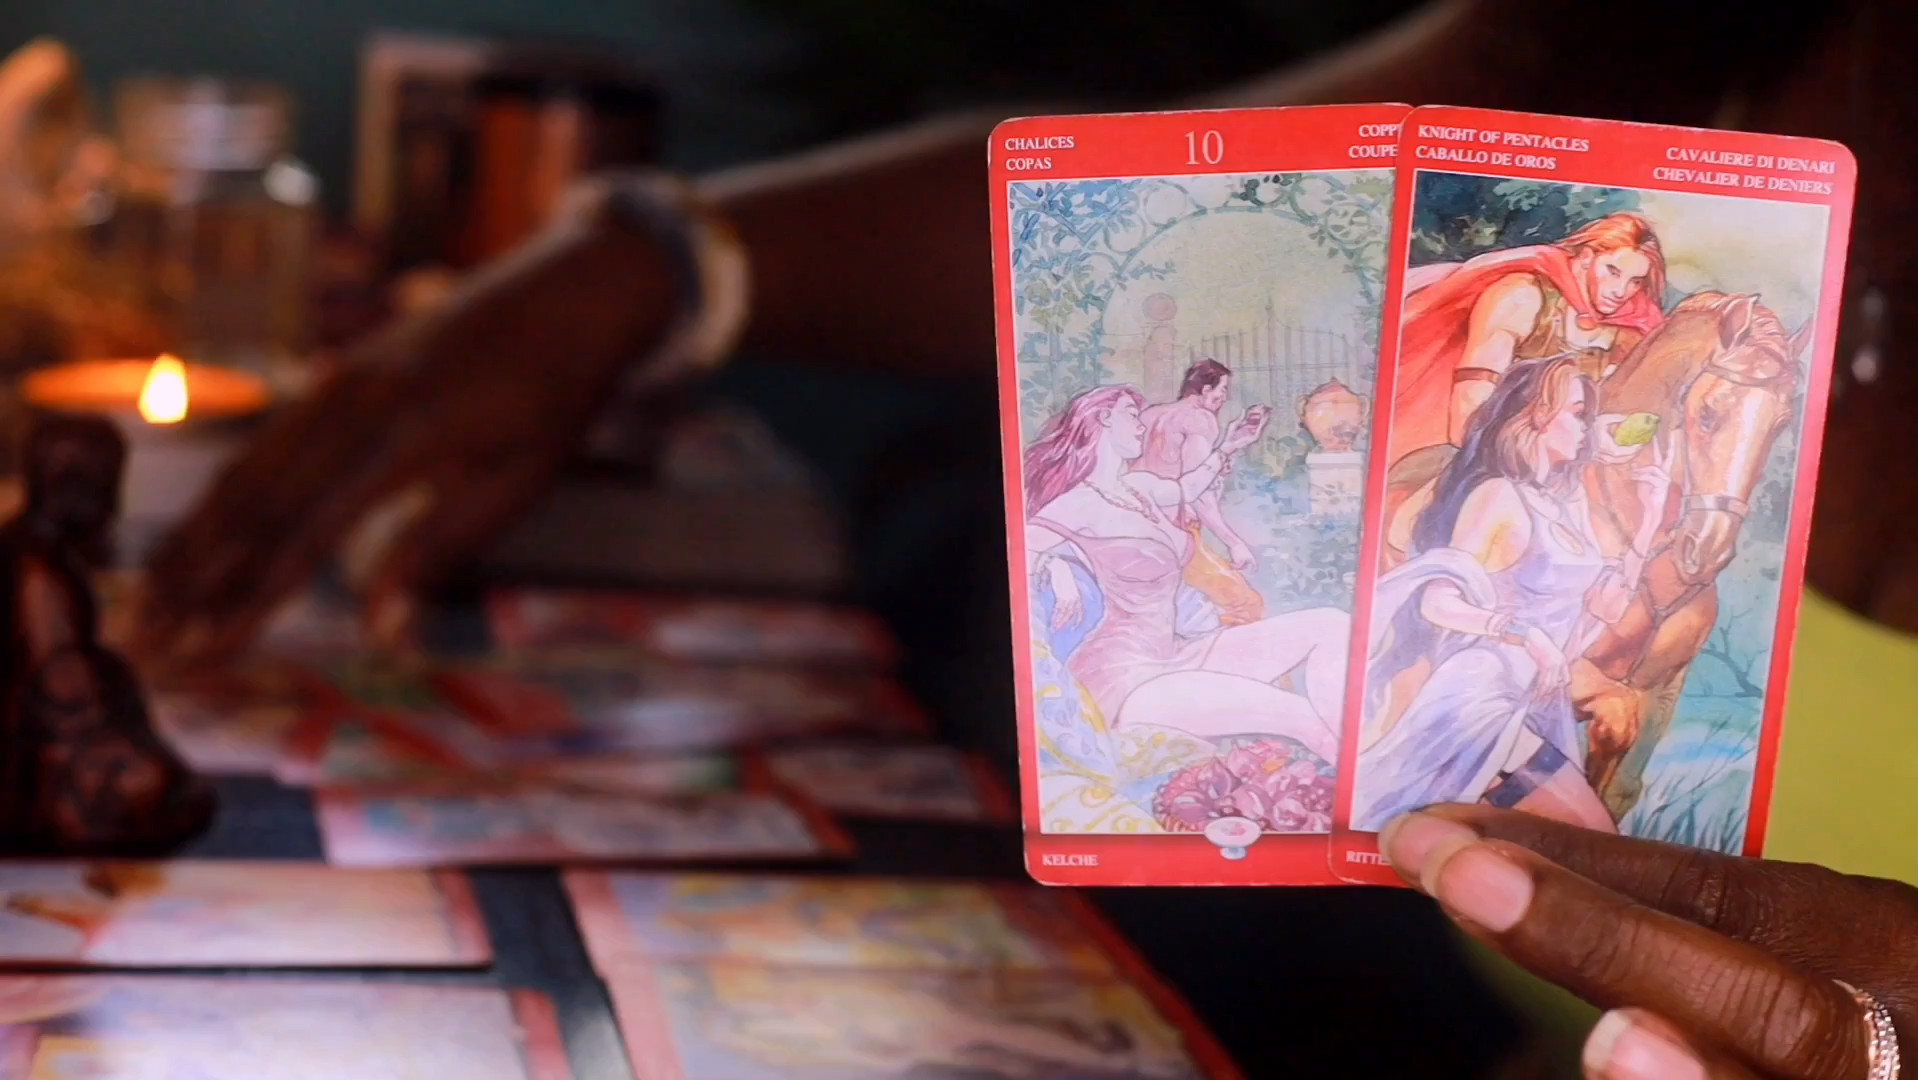 CHALICES
COPAS
10
COPP
COUPE
KELCHE
KNIGHT OF PENTACLES
CABALLO DE OROS
CAVALIERE DI DENARI
CHEVALIER DE DENIERS
RITTE